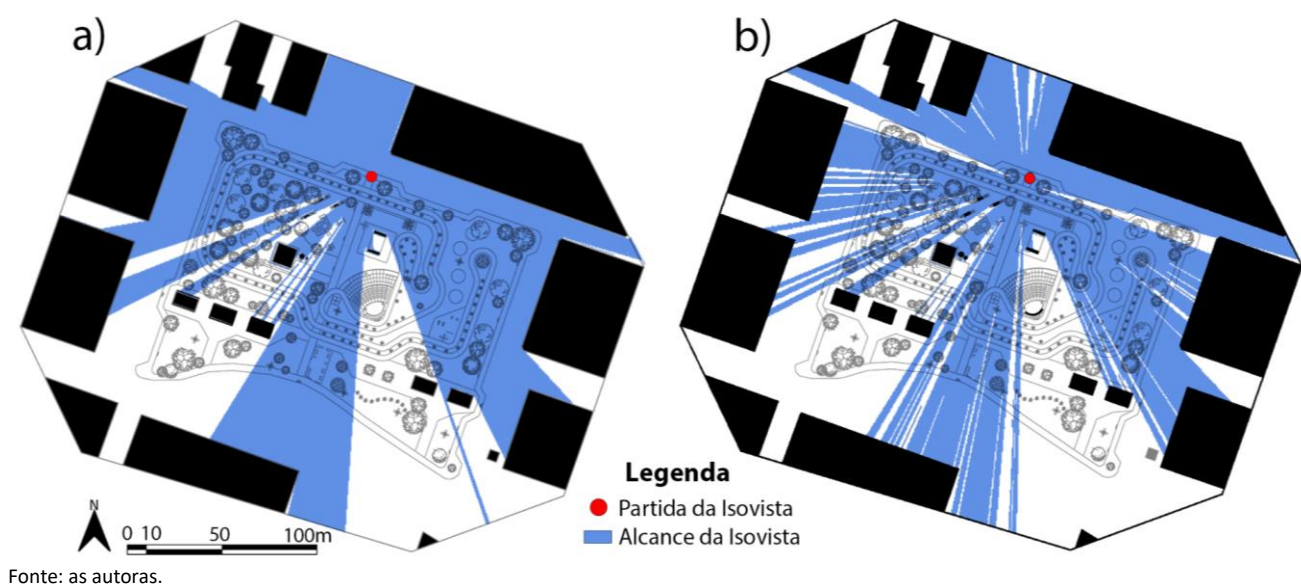 a)
b)
Legenda
Partida da Isovista
Alcance da Isovista
N
0 10 50 100m
Fonte: as autoras.